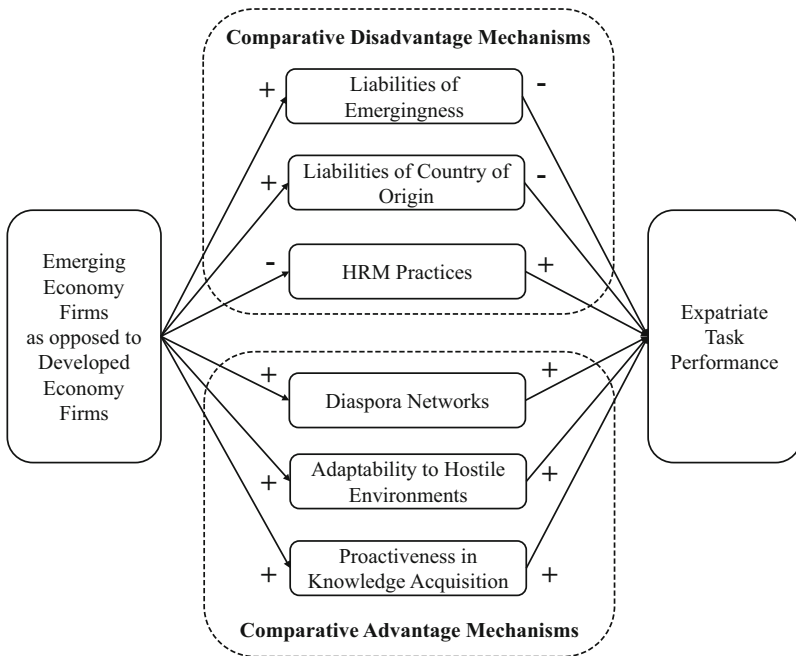 Comparative Disadvantage Mechanisms
+
Liabilities of
Emergingness
-
+
Liabilities of Country of
Origin
-
-
HRM Practices
+
Emerging
Economy
Firms
as opposed to
Developed
Economy
Firms
Expatriate
Task
Performance
+
Diaspora Networks
+
+
Adaptability to Hostile
Environments
+
+
Proactiveness in
Knowledge Acquisition
+
Comparative Advantage Mechanisms